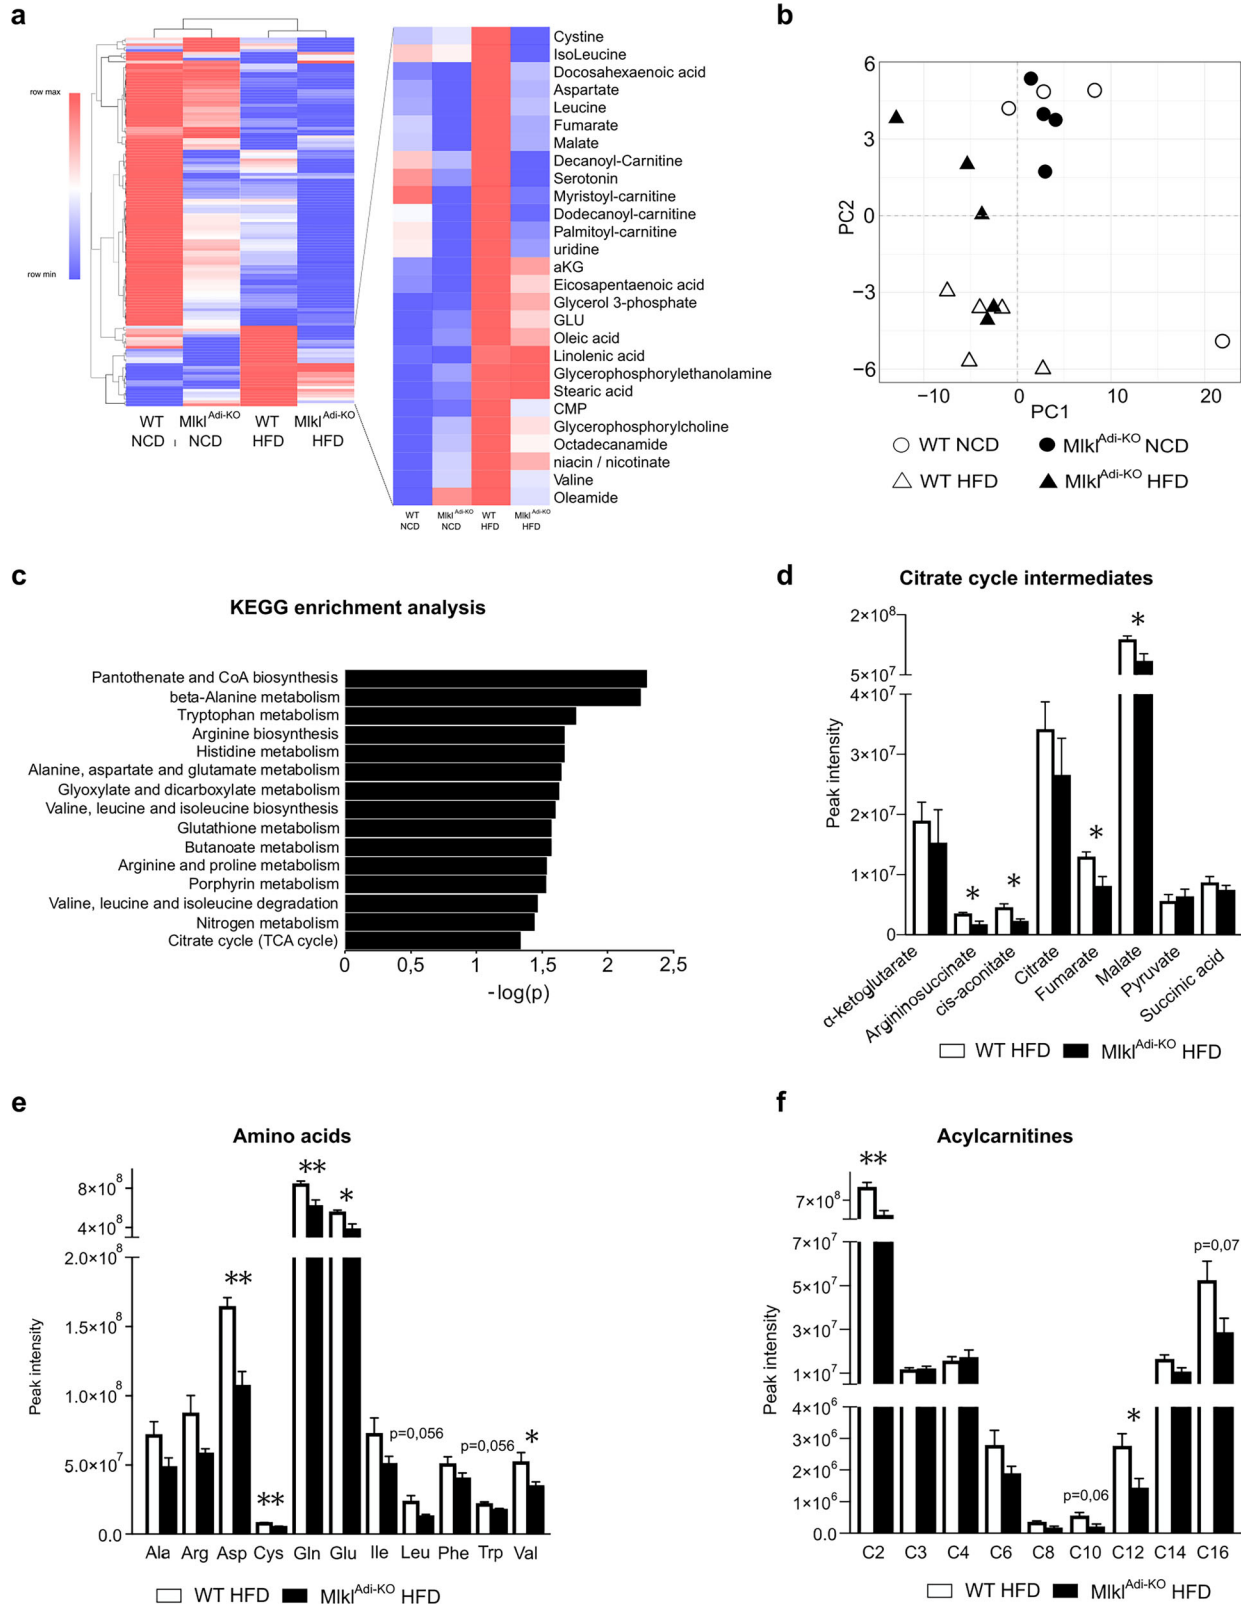 a
row max
row min
WT
NCD
Mlkl^Adi-KO
NCD
WT
HFD
Mlkl^Adi-KO
HFD
Cystine
IsoLeucine
Docosahexaenoic acid
Aspartate
Leucine
Fumarate
Malate
Decanoyl-Carnitine
Serotonin
Myristoyl-carnitine
Dodecanoyl-carnitine
Palmitoyl-carnitine
uridine
aKG
Eicosapentaenoic acid
Glycerol 3-phosphate
GLU
Oleic acid
Linolenic acid
Glycerophosphorylethanolamine
Stearic acid
CMP
Glycerophosphorylcholine
Octadecanamide
niacin / nicotinate
Valine
Oleamide
WT
NCD
Mlkl^Adi-KO
NCD
WT
HFD
Mlkl^Adi-KO
HFD
b
6
3
0
−3
−6
PC2
−10
0
10
20
PC1
WT NCD
Mlkl^Adi-KO NCD
WT HFD
Mlkl^Adi-KO HFD
c
KEGG enrichment analysis
Pantothenate and CoA biosynthesis
beta-Alanine metabolism
Tryptophan metabolism
Arginine biosynthesis
Histidine metabolism
Alanine, aspartate and glutamate metabolism
Glyoxylate and dicarboxylate metabolism
Valine, leucine and isoleucine biosynthesis
Glutathione metabolism
Butanoate metabolism
Arginine and proline metabolism
Porphyrin metabolism
Valine, leucine and isoleucine degradation
Nitrogen metabolism
Citrate cycle (TCA cycle)
0 0,5 1 1,5 2 2,5
-log(p)
d
Citrate cycle intermediates
2×10^8
5×10^7
4×10^7
3×10^7
2×10^7
1×10^7
0
Peak intensity
*
*
*
*
α-ketoglutarate
Argininosuccinate
cis-aconitate
Citrate
Fumarate
Malate
Pyruvate
Succinic acid
WT HFD
Mlkl^Adi-KO HFD
e
Amino acids
8×10^8
4×10^8
2.0×10^8
1.5×10^8
1.0×10^8
5.0×10^7
0.0
Peak intensity
**
**
**
*
p=0,056
p=0,056
*
Ala Arg Asp Cys Gln Glu Ile Leu Phe Trp Val
WT HFD
Mlkl^Adi-KO HFD
f
Acylcarnitines
7×10^8
7×10^7
5×10^7
3×10^7
1×10^7
4×10^6
3×10^6
2×10^6
1×10^6
0.0
Peak intensity
**
p=0,06
*
p=0,07
C2 C3 C4 C6 C8 C10 C12 C14 C16
WT HFD
Mlkl^Adi-KO HFD